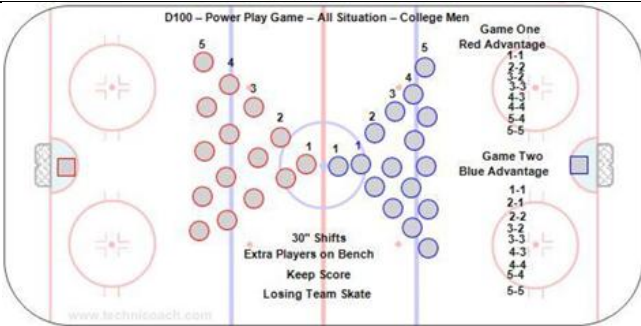 D100 – Power Play Game – All Situation – College Men
5
4
3
2
1
1
1
2
3
4
5
Game One
Red Advantage
1-1
2-2
3-2
3-3
4-3
4-4
5-4
5-5
Game Two
Blue Advantage
1-1
2-1
2-2
3-2
3-3
4-3
4-4
5-4
5-5
30" Shifts
Extra Players on Bench
Keep Score
Losing Team Skate
www.technicoach.com